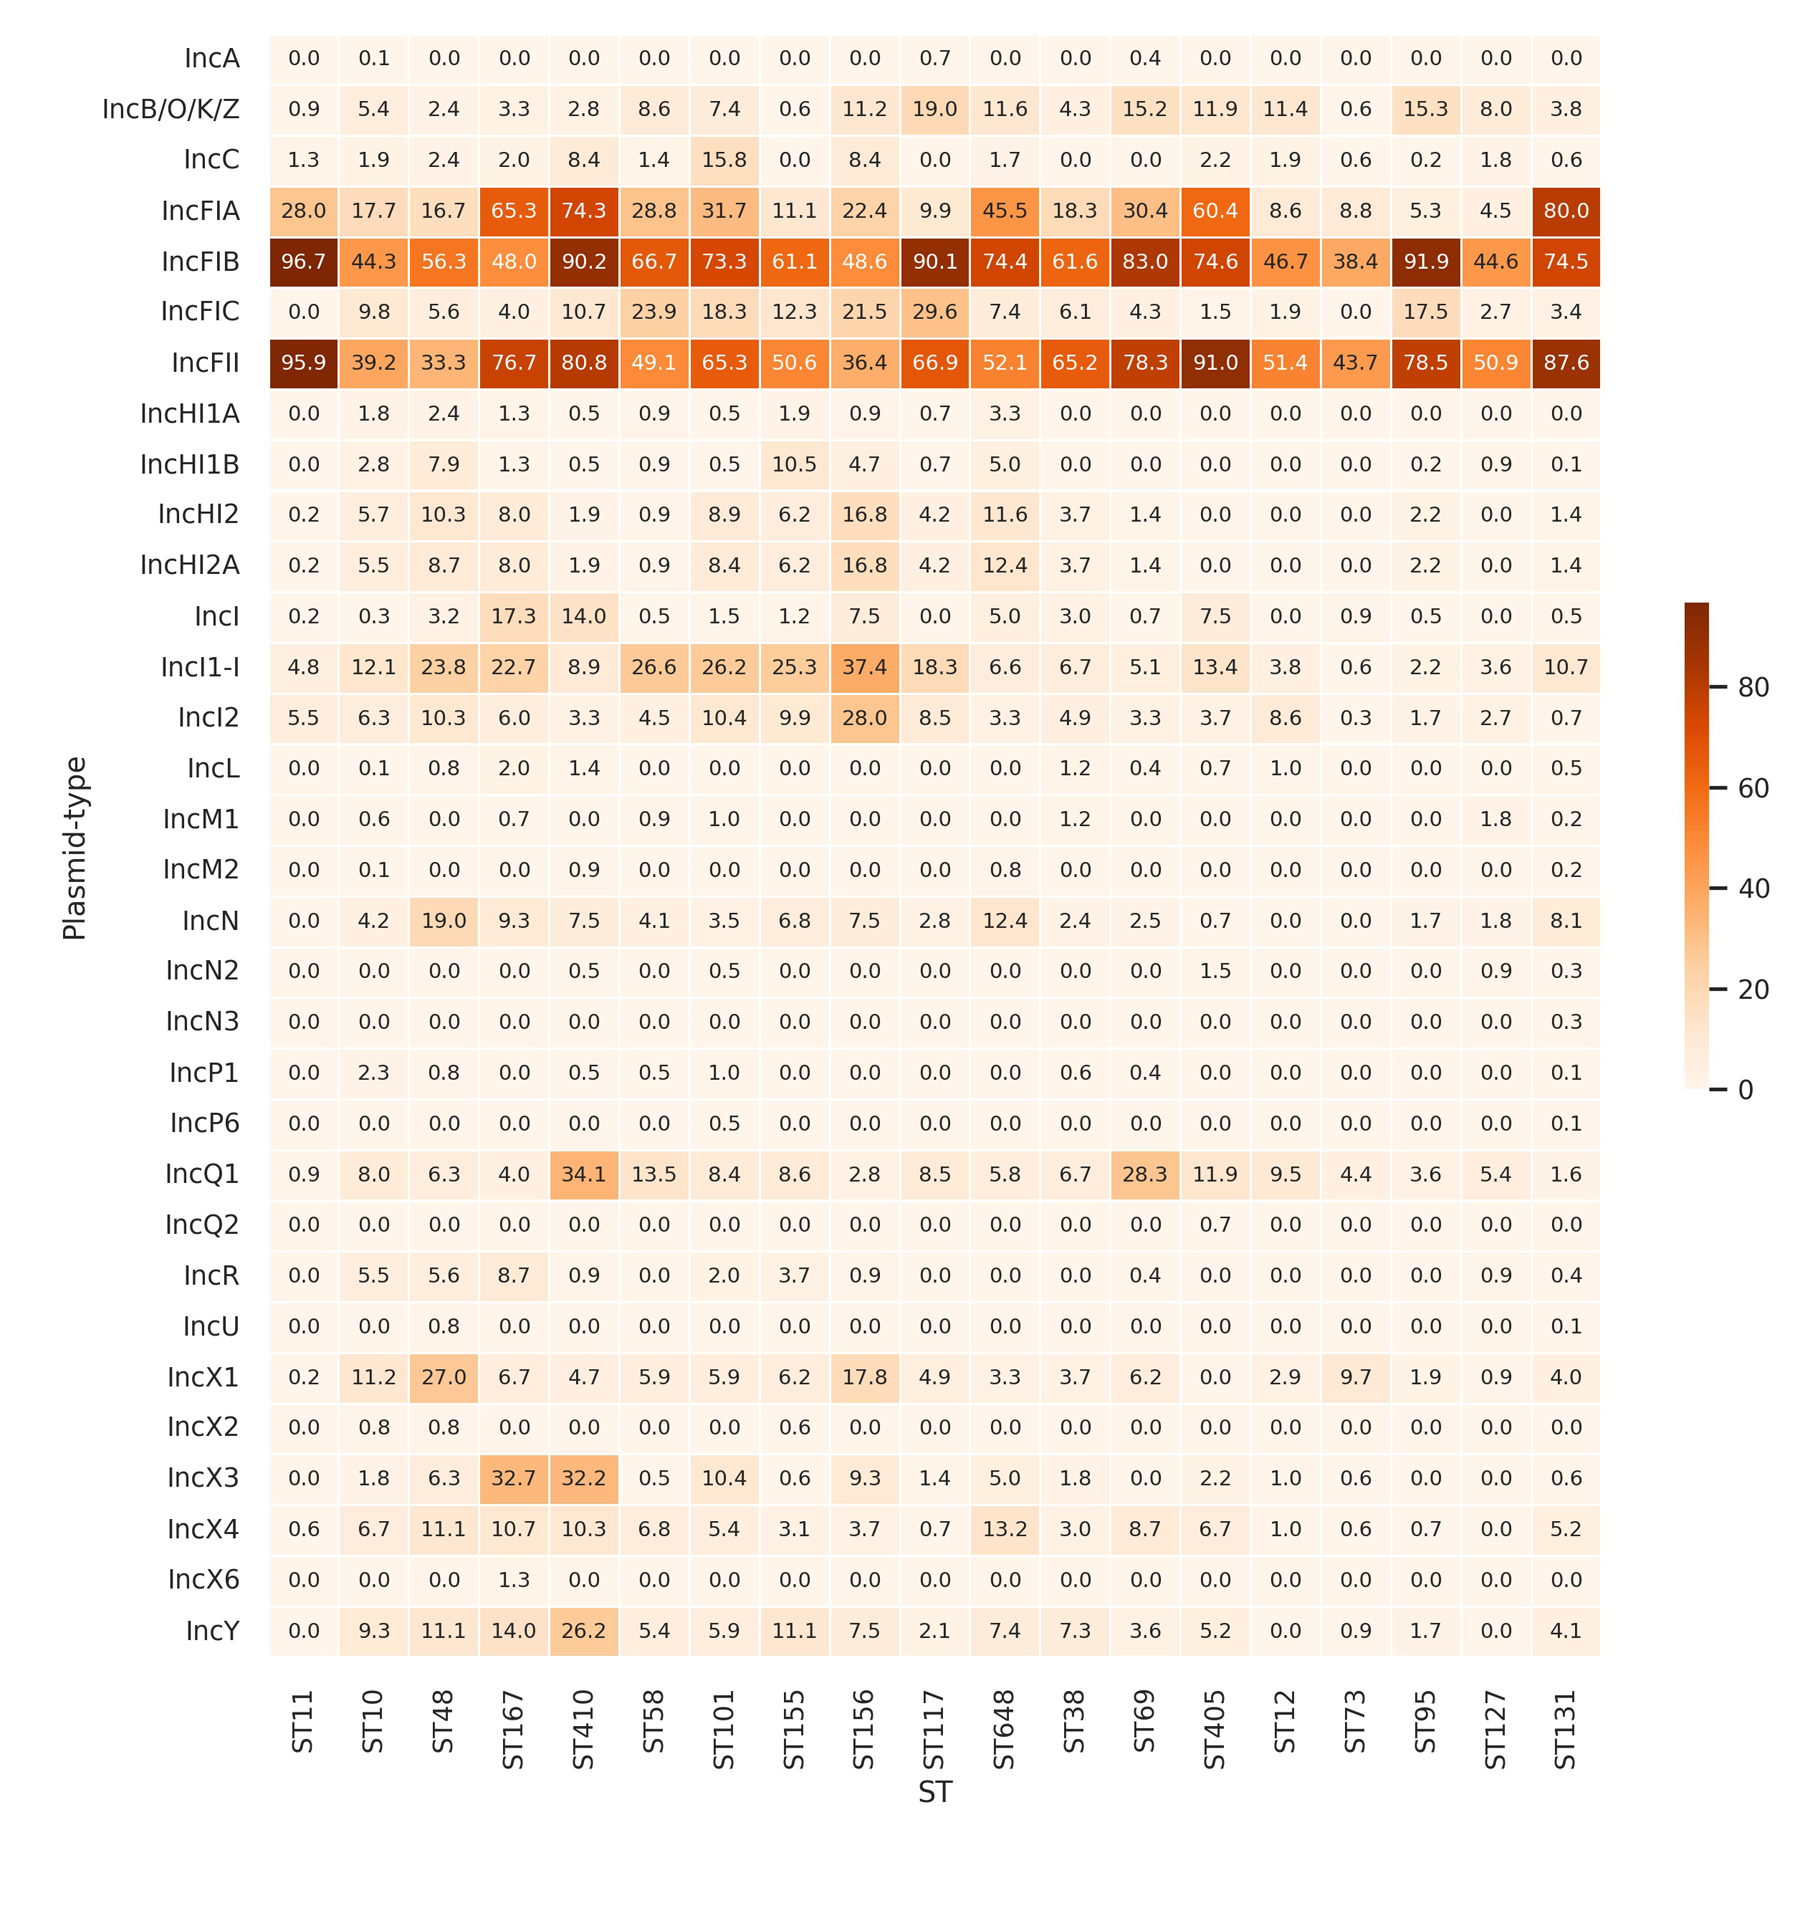 IncA 0.0 0.1 0.0 0.0 0.0 0.0 0.0 0.0 0.0 0.7 0.0 0.0 0.4 0.0 0.0 0.0 0.0 0.0 0.0
IncB/O/K/Z 0.9 5.4 2.4 3.3 2.8 8.6 7.4 0.6 11.2 19.0 11.6 4.3 15.2 11.9 11.4 0.6 15.3 8.0 3.8
IncC 1.3 1.9 2.4 2.0 8.4 1.4 15.8 0.0 8.4 0.0 1.7 0.0 0.0 2.2 1.9 0.6 0.2 1.8 0.6
IncFIA 28.0 17.7 16.7 65.3 74.3 28.8 31.7 11.1 22.4 9.9 45.5 18.3 30.4 60.4 8.6 8.8 5.3 4.5 80.0
IncFIB 96.7 44.3 56.3 48.0 90.2 66.7 73.3 61.1 48.6 90.1 74.4 61.6 83.0 74.6 46.7 38.4 91.9 44.6 74.5
IncFIC 0.0 9.8 5.6 4.0 10.7 23.9 18.3 12.3 21.5 29.6 7.4 6.1 4.3 1.5 1.9 0.0 17.5 2.7 3.4
IncFII 95.9 39.2 33.3 76.7 80.8 49.1 65.3 50.6 36.4 66.9 52.1 65.2 78.3 91.0 51.4 43.7 78.5 50.9 87.6
IncHI1A 0.0 1.8 2.4 1.3 0.5 0.9 0.5 1.9 0.9 0.7 3.3 0.0 0.0 0.0 0.0 0.0 0.0 0.0 0.0
IncHI1B 0.0 2.8 7.9 1.3 0.5 0.9 0.5 10.5 4.7 0.7 5.0 0.0 0.0 0.0 0.0 0.0 0.2 0.9 0.1
IncHI2 0.2 5.7 10.3 8.0 1.9 0.9 8.9 6.2 16.8 4.2 11.6 3.7 1.4 0.0 0.0 0.0 2.2 0.0 1.4
IncHI2A 0.2 5.5 8.7 8.0 1.9 0.9 8.4 6.2 16.8 4.2 12.4 3.7 1.4 0.0 0.0 0.0 2.2 0.0 1.4
IncI 0.2 0.3 3.2 17.3 14.0 0.5 1.5 1.2 7.5 0.0 5.0 3.0 0.7 7.5 0.0 0.9 0.5 0.0 0.5
IncI1-I 4.8 12.1 23.8 22.7 8.9 26.6 26.2 25.3 37.4 18.3 6.6 6.7 5.1 13.4 3.8 0.6 2.2 3.6 10.7
IncI2 5.5 6.3 10.3 6.0 3.3 4.5 10.4 9.9 28.0 8.5 3.3 4.9 3.3 3.7 8.6 0.3 1.7 2.7 0.7
IncL 0.0 0.1 0.8 2.0 1.4 0.0 0.0 0.0 0.0 0.0 0.0 1.2 0.4 0.7 1.0 0.0 0.0 0.0 0.5
IncM1 0.0 0.6 0.0 0.7 0.0 0.9 1.0 0.0 0.0 0.0 0.0 1.2 0.0 0.0 0.0 0.0 0.0 1.8 0.2
IncM2 0.0 0.1 0.0 0.0 0.9 0.0 0.0 0.0 0.0 0.0 0.8 0.0 0.0 0.0 0.0 0.0 0.0 0.0 0.2
IncN 0.0 4.2 19.0 9.3 7.5 4.1 3.5 6.8 7.5 2.8 12.4 2.4 2.5 0.7 0.0 0.0 1.7 1.8 8.1
IncN2 0.0 0.0 0.0 0.0 0.5 0.0 0.5 0.0 0.0 0.0 0.0 0.0 0.0 1.5 0.0 0.0 0.0 0.9 0.3
IncN3 0.0 0.0 0.0 0.0 0.0 0.0 0.0 0.0 0.0 0.0 0.0 0.0 0.0 0.0 0.0 0.0 0.0 0.0 0.3
IncP1 0.0 2.3 0.8 0.0 0.5 0.5 1.0 0.0 0.0 0.0 0.0 0.6 0.4 0.0 0.0 0.0 0.0 0.0 0.1
IncP6 0.0 0.0 0.0 0.0 0.0 0.0 0.5 0.0 0.0 0.0 0.0 0.0 0.0 0.0 0.0 0.0 0.0 0.0 0.1
IncQ1 0.9 8.0 6.3 4.0 34.1 13.5 8.4 8.6 2.8 8.5 5.8 6.7 28.3 11.9 9.5 4.4 3.6 5.4 1.6
IncQ2 0.0 0.0 0.0 0.0 0.0 0.0 0.0 0.0 0.0 0.0 0.0 0.0 0.0 0.7 0.0 0.0 0.0 0.0 0.0
IncR 0.0 5.5 5.6 8.7 0.9 0.0 2.0 3.7 0.9 0.0 0.0 0.0 0.4 0.0 0.0 0.0 0.0 0.9 0.4
IncU 0.0 0.0 0.8 0.0 0.0 0.0 0.0 0.0 0.0 0.0 0.0 0.0 0.0 0.0 0.0 0.0 0.0 0.0 0.1
IncX1 0.2 11.2 27.0 6.7 4.7 5.9 5.9 6.2 17.8 4.9 3.3 3.7 6.2 0.0 2.9 9.7 1.9 0.9 4.0
IncX2 0.0 0.8 0.8 0.0 0.0 0.0 0.0 0.6 0.0 0.0 0.0 0.0 0.0 0.0 0.0 0.0 0.0 0.0 0.0
IncX3 0.0 1.8 6.3 32.7 32.2 0.5 10.4 0.6 9.3 1.4 5.0 1.8 0.0 2.2 1.0 0.6 0.0 0.0 0.6
IncX4 0.6 6.7 11.1 10.7 10.3 6.8 5.4 3.1 3.7 0.7 13.2 3.0 8.7 6.7 1.0 0.6 0.7 0.0 5.2
IncX6 0.0 0.0 0.0 1.3 0.0 0.0 0.0 0.0 0.0 0.0 0.0 0.0 0.0 0.0 0.0 0.0 0.0 0.0 0.0
IncY 0.0 9.3 11.1 14.0 26.2 5.4 5.9 11.1 7.5 2.1 7.4 7.3 3.6 5.2 0.0 0.9 1.7 0.0 4.1
ST11 ST10 ST48 ST167 ST410 ST58 ST101 ST155 ST156 ST117 ST648 ST38 ST69 ST405 ST12 ST73 ST95 ST127 ST131
ST
Plasmid-type
80
60
40
20
0